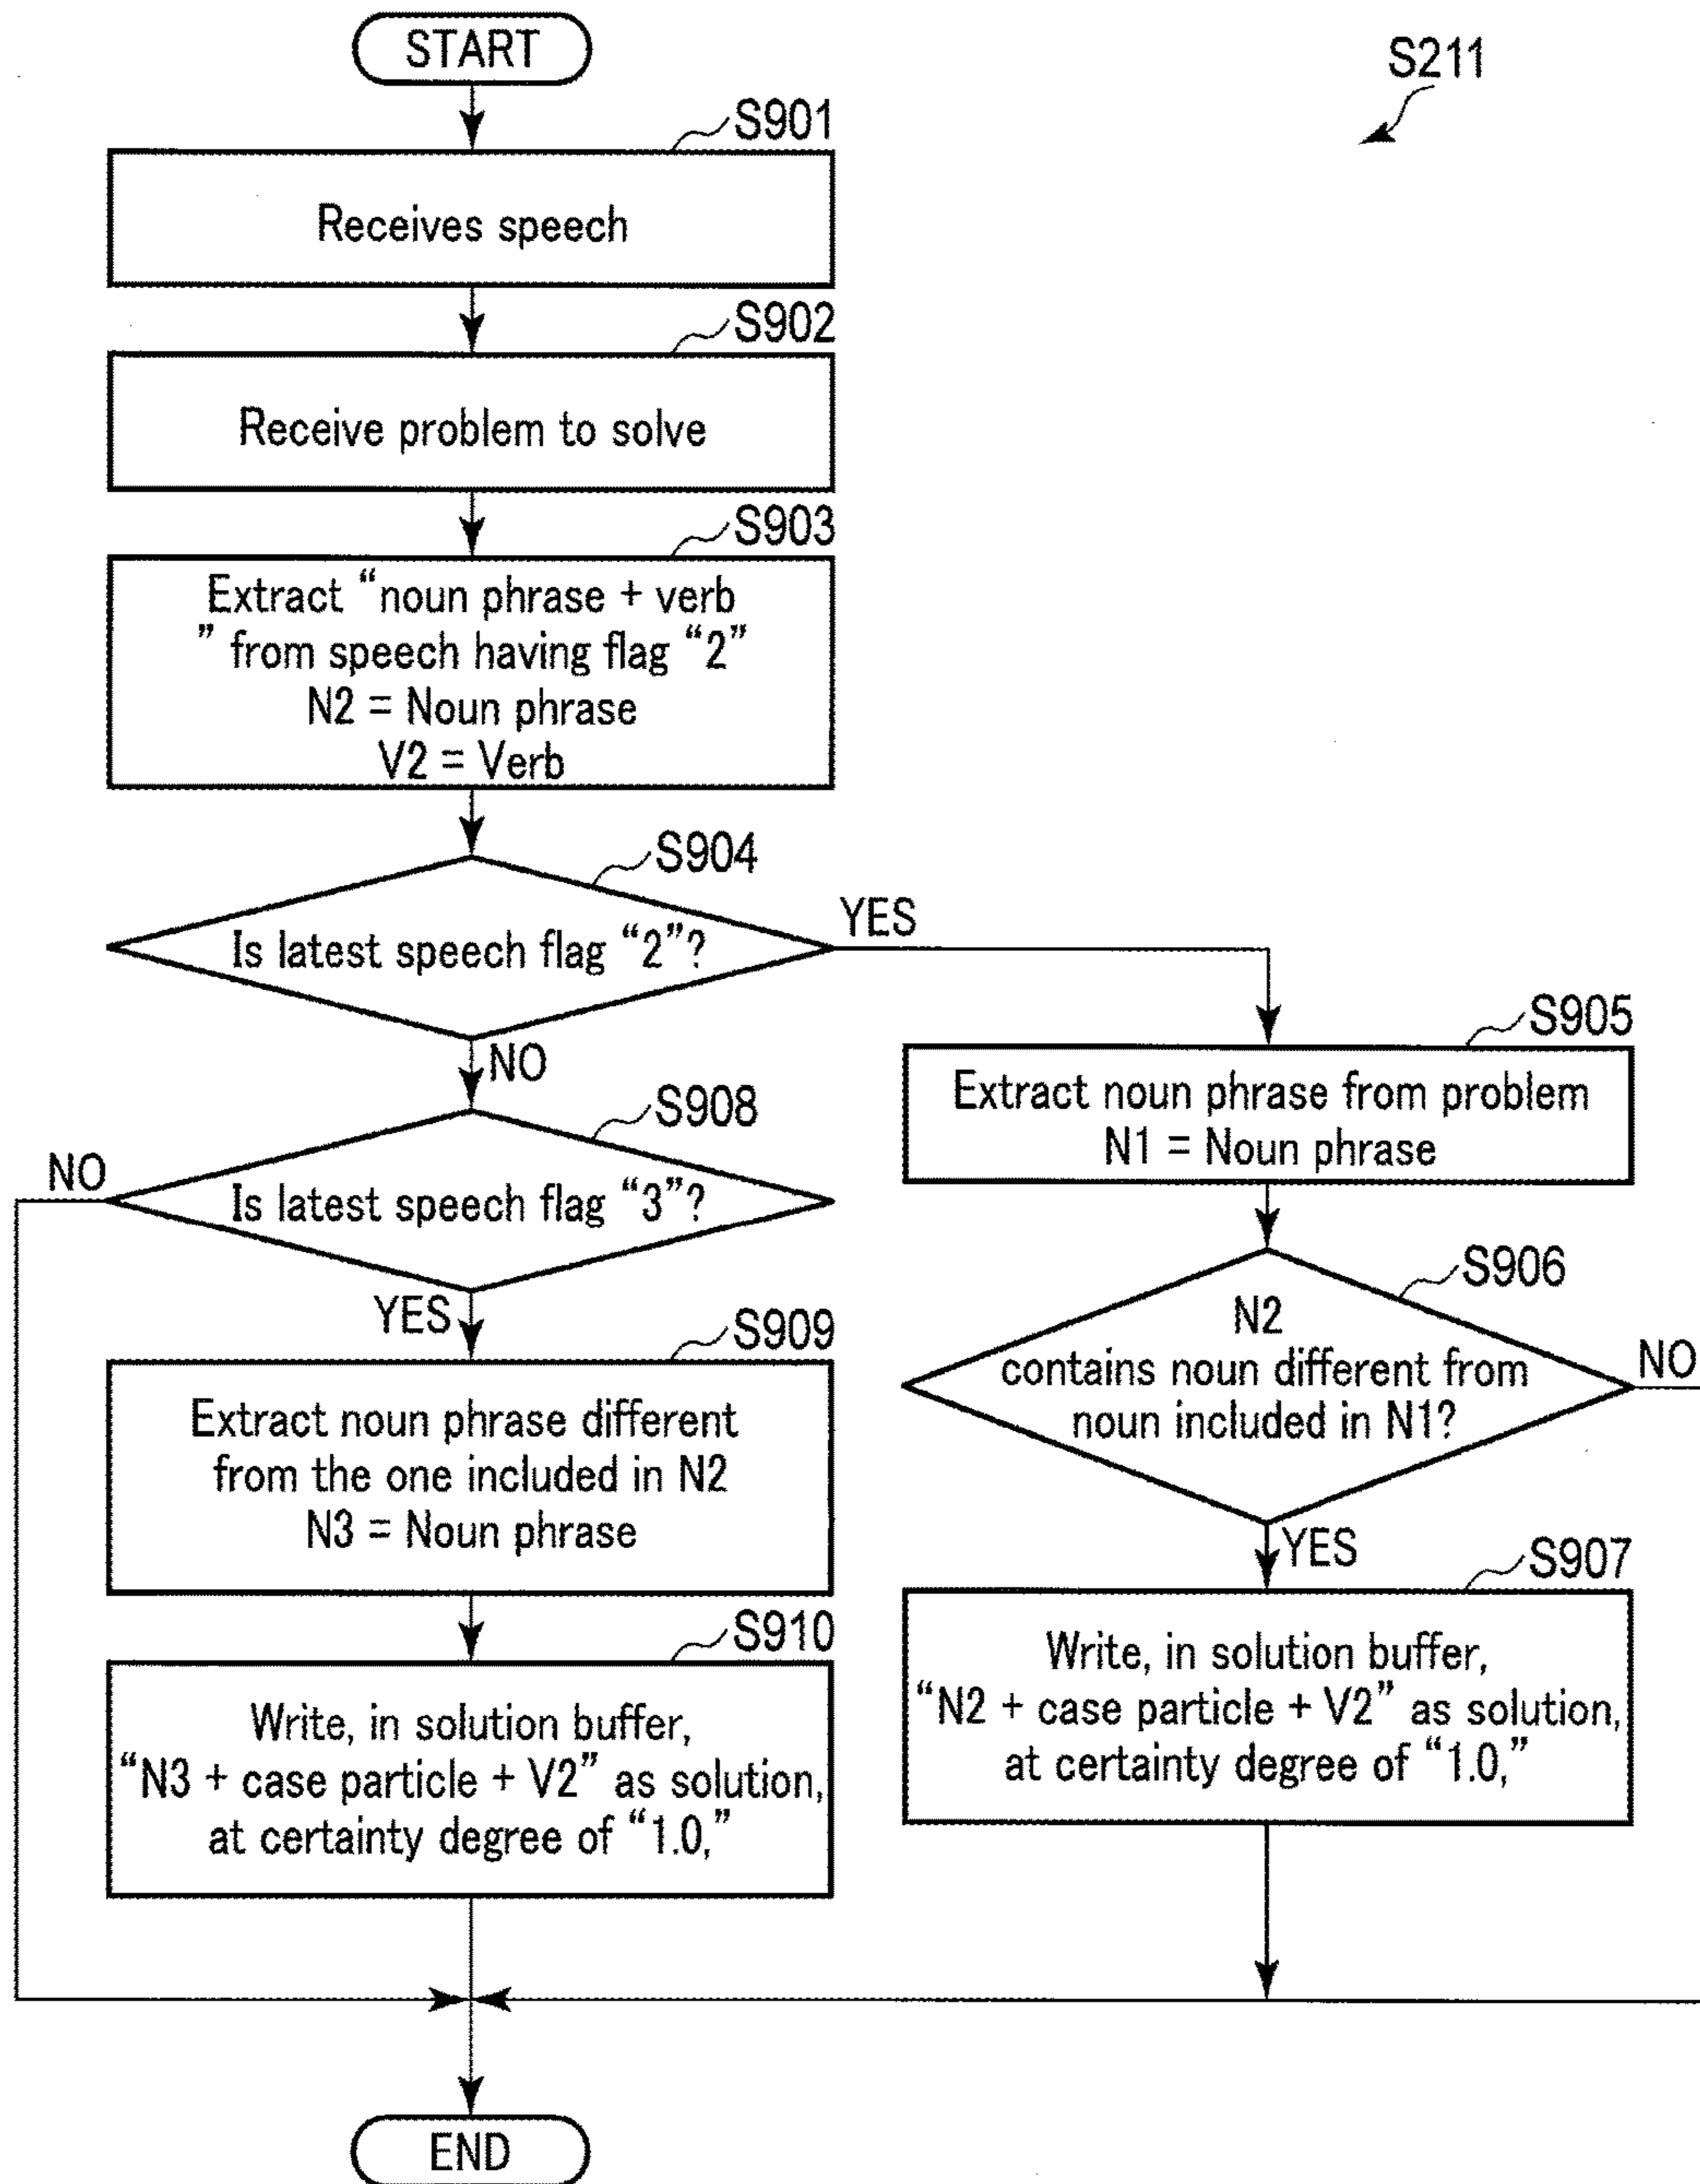 START
S211
S901
Receives speech
S902
Receive problem to solve
S903
Extract “noun phrase + verb
” from speech having flag “2”
N2 = Noun phrase
V2 = Verb
S904
Is latest speech flag “2”?
YES
NO
S905
Extract noun phrase from problem
N1 = Noun phrase
S906
N2
contains noun different from
noun included in N1?
NO
YES
S907
Write, in solution buffer,
“N2 + case particle + V2” as solution,
at certainty degree of “1.0,”
S908
Is latest speech flag “3”?
NO
YES
S909
Extract noun phrase different
from the one included in N2
N3 = Noun phrase
S910
Write, in solution buffer,
“N3 + case particle + V2” as solution,
at certainty degree of “1.0,”
END